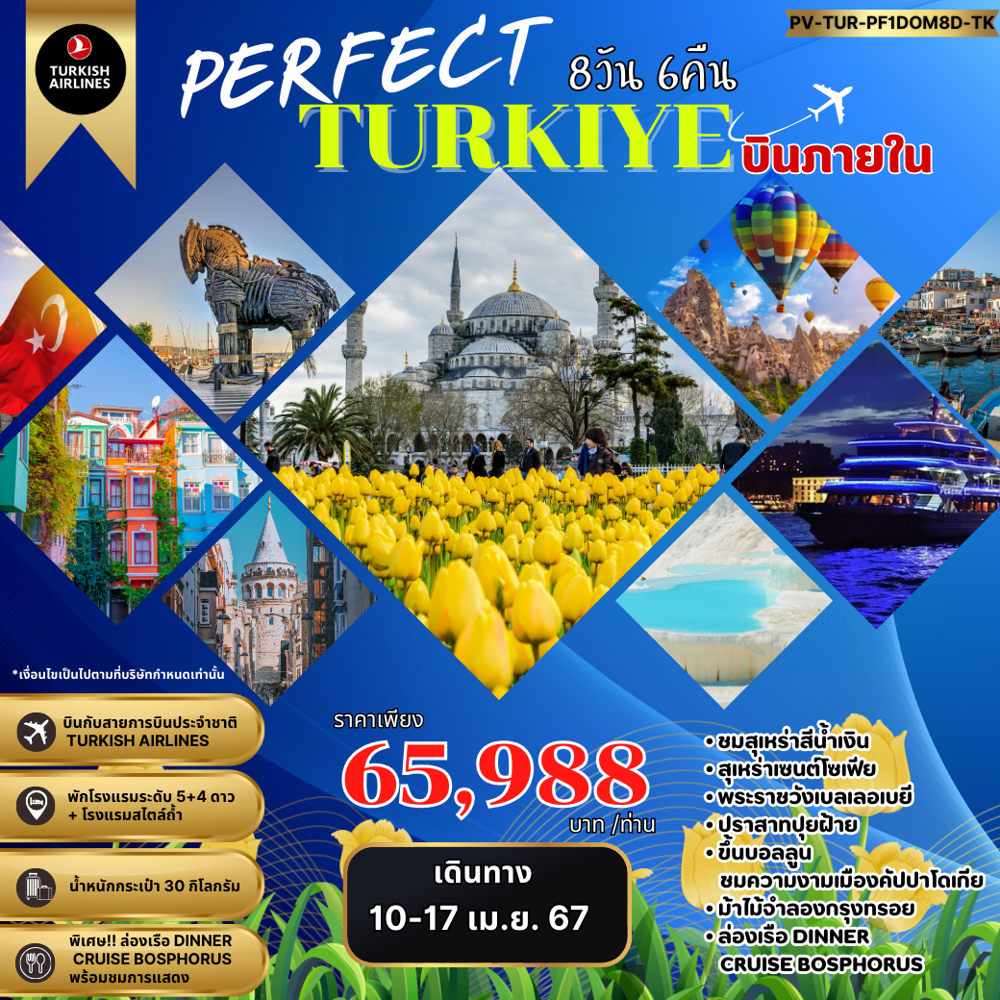 PV-TUR-PF1DOM8D-TK
TURKISH
AIRLINES
PERFECT
8วัน 6คืน
TURKIYE
บินภายใน
Pekeme
*เงื่อนไขเป็นไปตามที่บริษัทกำหนดเท่านั้น
บินกับสายการบินประจำชาติ
TURKISH AIRLINES
พักโรงแรมระดับ 5+4 ดาว
+ โรงแรมสไตล์ถ้ำ
น้ำหนักกระเป๋า 30 กิโลกรัม
พิเศษ!! ล่องเรือ DINNER
CRUISE BOSPHORUS
พร้อมชมการแสดง
ราคาเพียง
65,988
บาท /ท่าน
เดินทาง
10-17 เม.ย. 67
• ชมสุเหร่าสีน้ำเงิน
• สุเหร่าเซนต์โซเฟีย
• พระราชวังเบลเลอเบยี
• ปราสาทปุยฝ้าย
• ขึ้นบอลลูน
ชมความงามเมืองคัปปาโดเกีย
• ม้าไม้จำลองกรุงทรอย
• ล่องเรือ DINNER
CRUISE BOSPHORUS